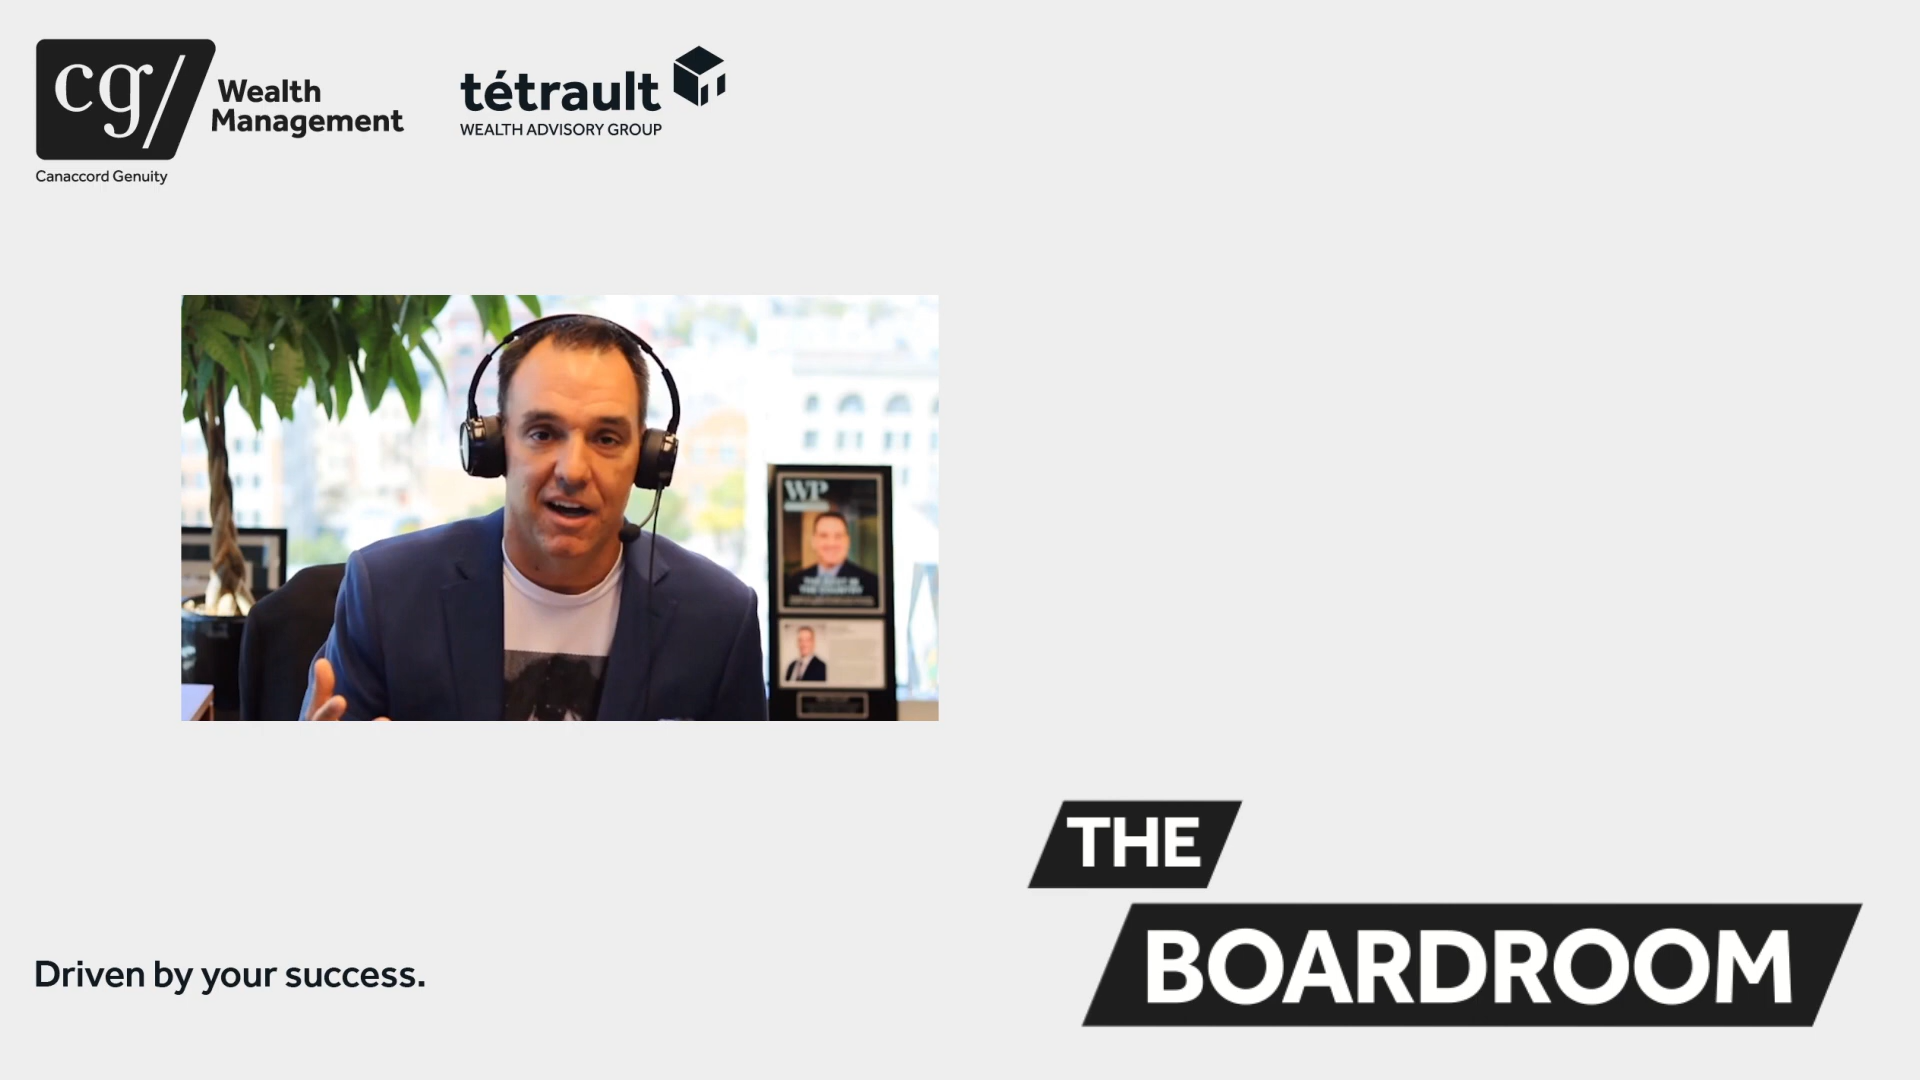 cg/ Wealth
Management
Canaccord Genuity
tétrault
WEALTH ADVISORY GROUP
WP
THE
BOARDROOM
Driven by your success.